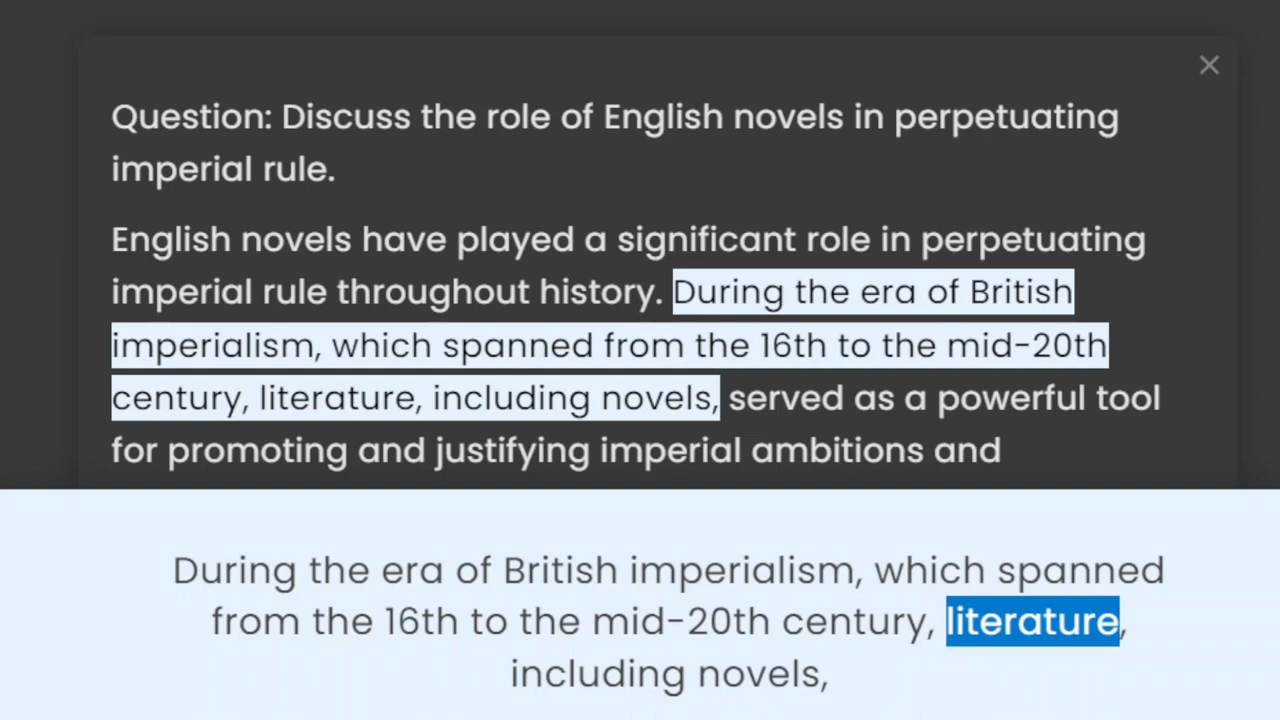 Question: Discuss the role of English novels in perpetuating
imperial rule.
English novels have played a significant role in perpetuating
imperial rule throughout history. During the era of British
imperialism, which spanned from the 16th to the mid-20th
century, literature, including novels, served as a powerful tool
for promoting and justifying imperial ambitions and
During the era of British imperialism, which spanned
from the 16th to the mid-20th century, literature,
including novels,